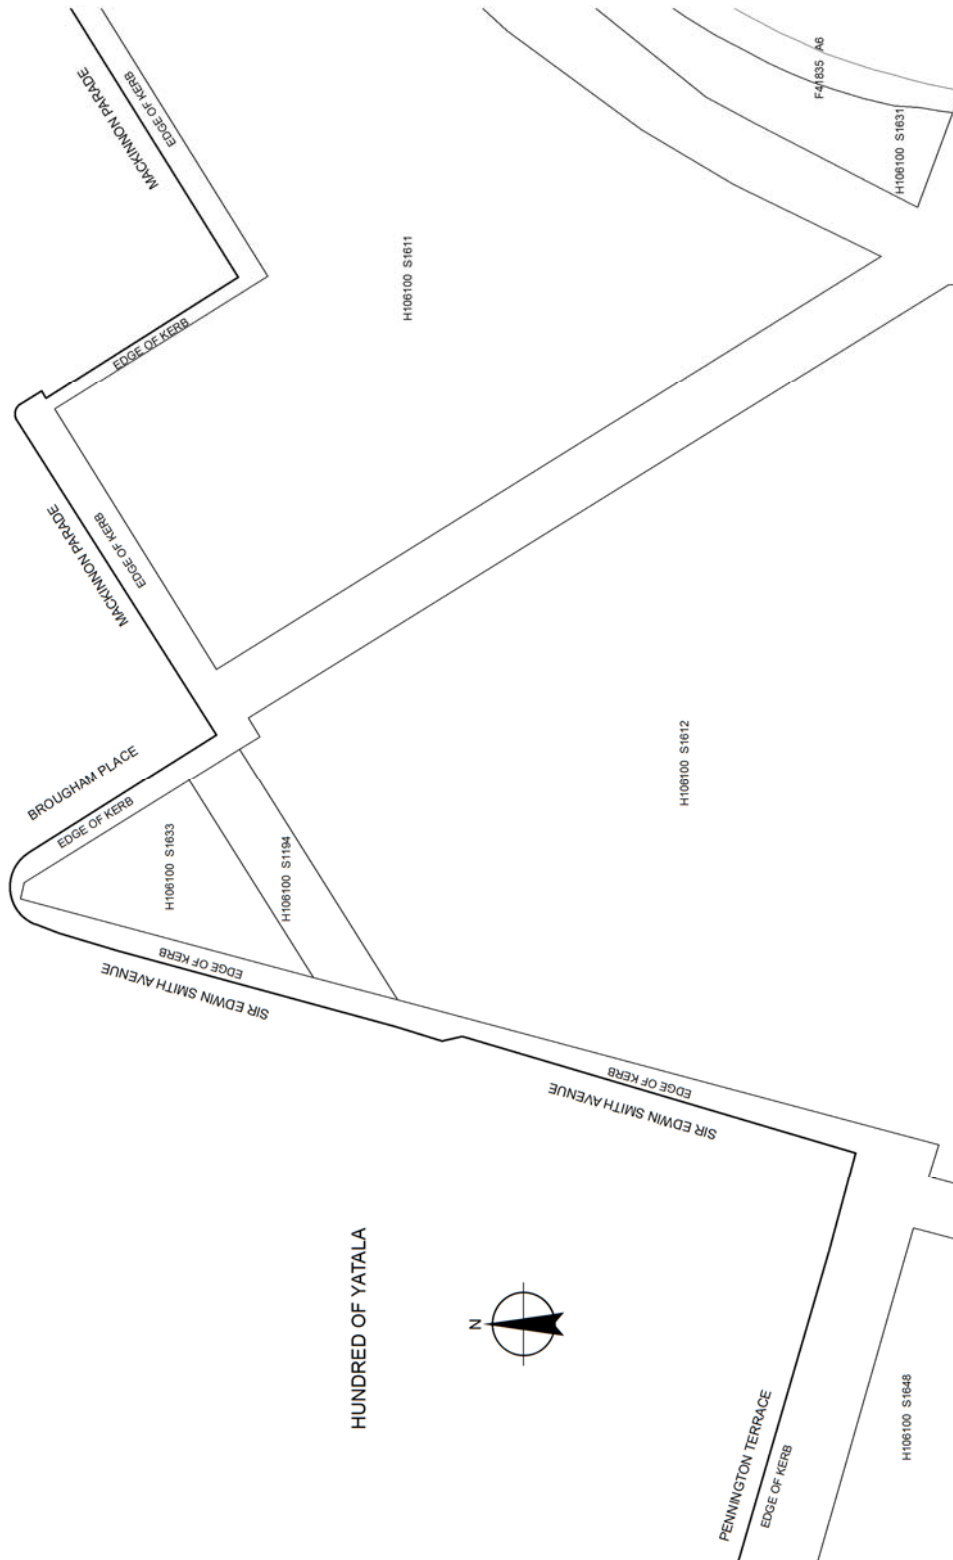 MACKINNON PARADE
EDGE OF KERB
F41835 A6
H106100 S1631
H106100 S1611
EDGE OF KERB
MACKINNON PARADE
EDGE OF KERB
BROUGHAM PLACE
EDGE OF KERB
H106100 S1633
H106100 S1194
H106100 S1612
EDGE OF KERB
SIR EDWIN SMITH AVENUE
EDGE OF KERB
SIR EDWIN SMITH AVENUE
HUNDRED OF YATALA
N
PENNINGTON TERRACE
EDGE OF KERB
H106100 S1648